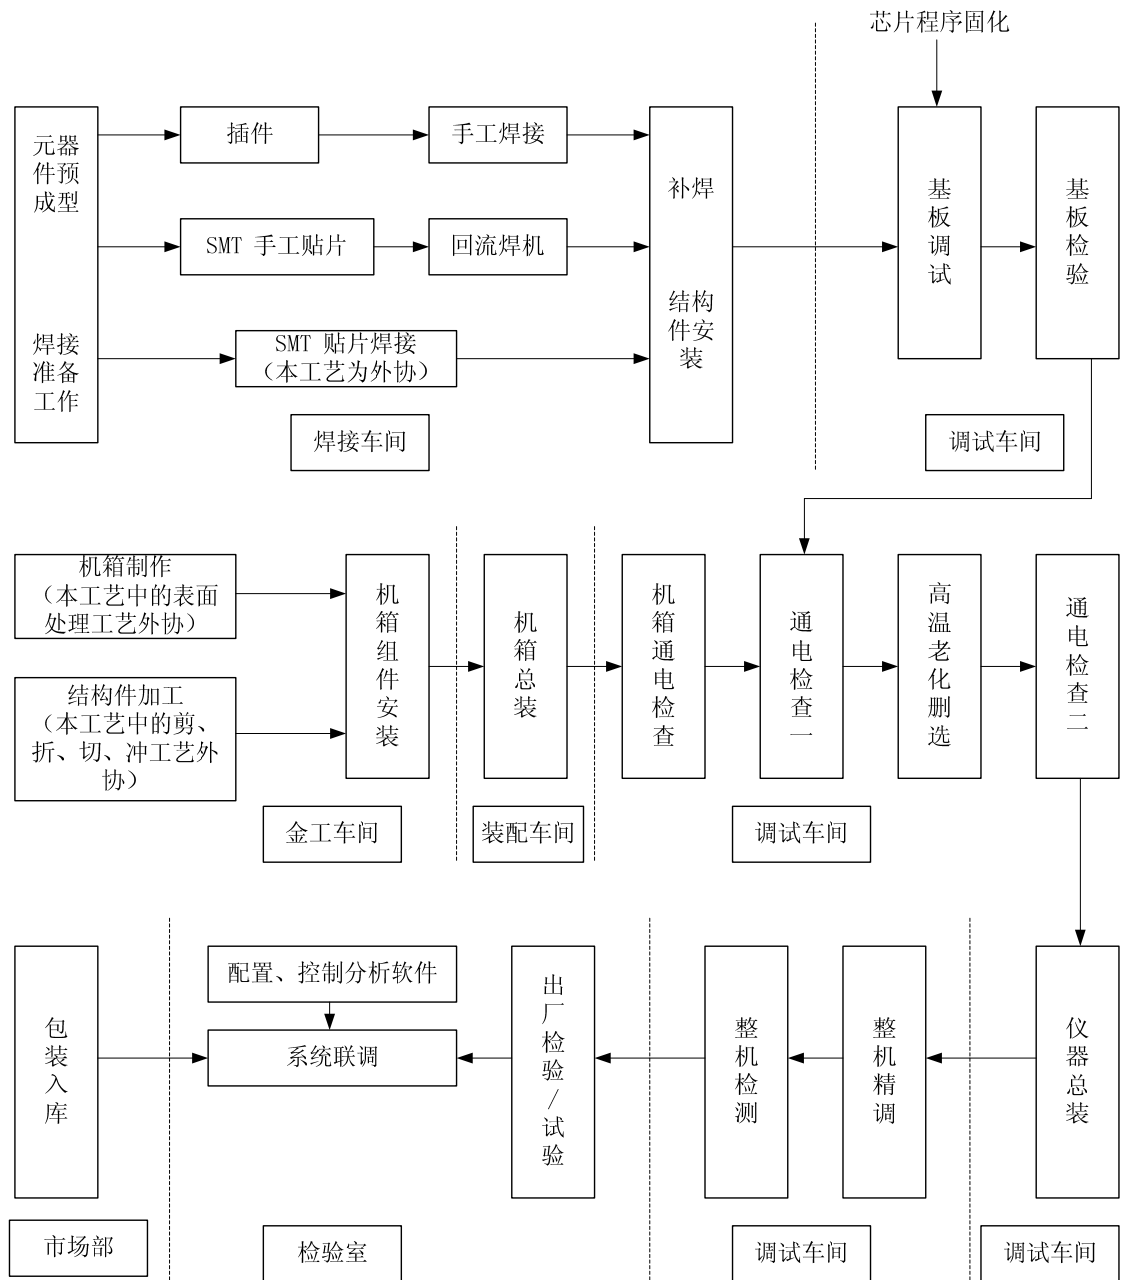 芯片程序固化
元器
件预
成型
焊接
准备
工作
插件
手工焊接
SMT 手工贴片
回流焊机
SMT 贴片焊接
（本工艺为外协）
补焊
结构
件安
装
基板调试
基板检验
焊接车间
调试车间
机箱制作
（本工艺中的表面
处理工艺外协）
结构件加工
（本工艺中的剪、
折、切、冲工艺外
协）
机箱组件安装
机箱总装
机箱通电检查
通电检查一
高温老化删选
通电检查二
金工车间
装配车间
调试车间
包装入库
配置、控制分析软件
系统联调
出厂检验/试验
整机检测
整机精调
仪器总装
市场部
检验室
调试车间
调试车间